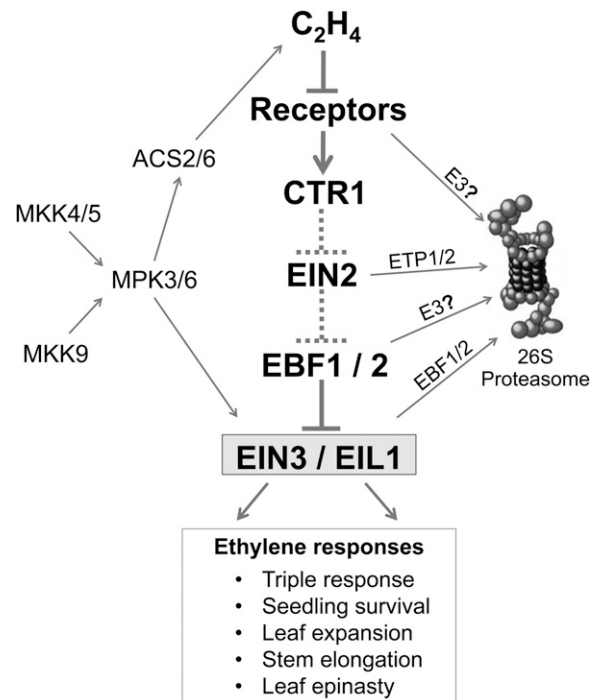 C₂H₄
Receptors
ACS2/6
E3?
CTR1
MKK4/5
ETP1/2
MPK3/6
EIN2
E3?
MKK9
EBF1 / 2
EBF1/2
26S
Proteasome
EIN3 / EIL1
Ethylene responses
• Triple response
• Seedling survival
• Leaf expansion
• Stem elongation
• Leaf epinasty